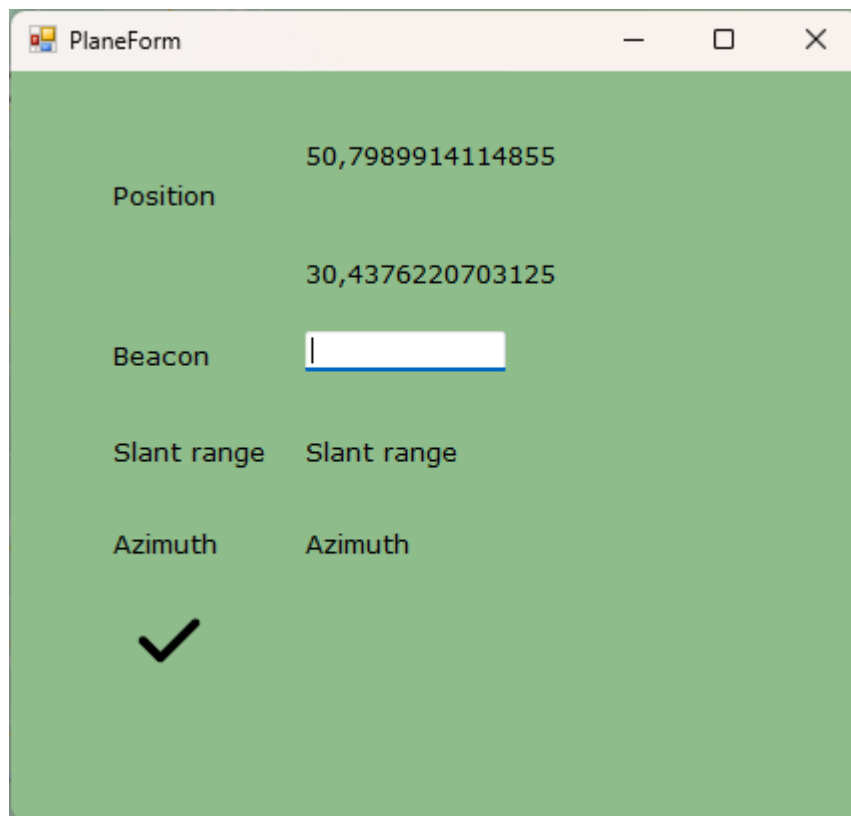 PlaneForm
50,7989914114855
Position
30,4376220703125
Beacon
Slant range Slant range
Azimuth Azimuth